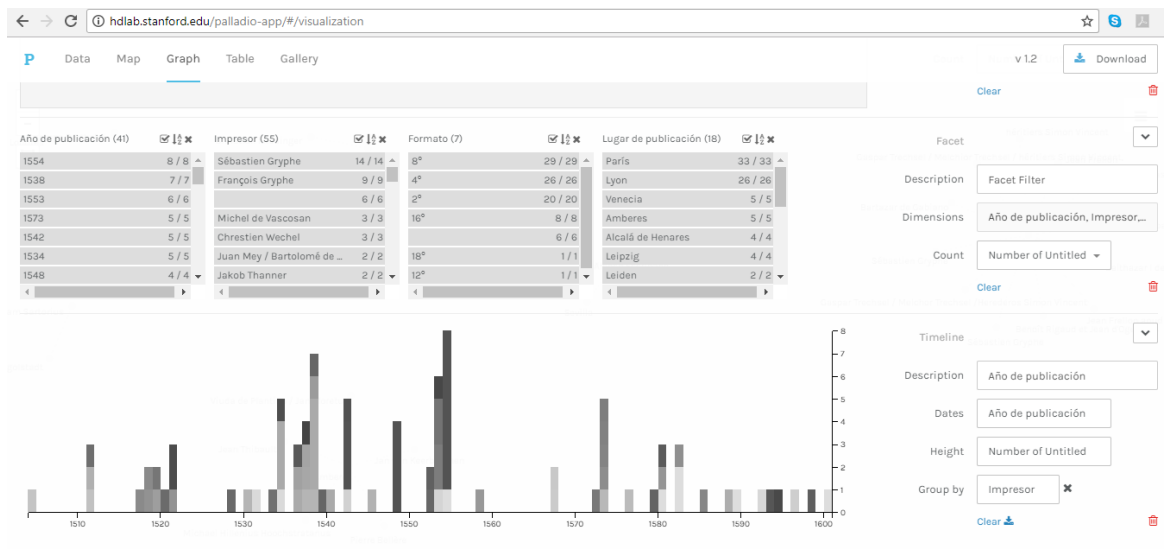 hdlab.stanford.edu/palladio-app/#/visualization
P Data Map Graph Table Gallery v 1.2 Download
Clear
Año de publicación (41) Impresor (55) Formato (7) Lugar de publicación (18) Facet
1554 8 / 8 Sébastien Gryphe 14 / 14 8º 29 / 29 París 33 / 33
1538 7 / 7 François Gryphe 9 / 9 4º 26 / 26 Lyon 26 / 26 Description Facet Filter
1553 6 / 6 6 / 6 2º 20 / 20 Venecia 5 / 5
1573 5 / 5 Michel de Vascosan 3 / 3 16º 8 / 8 Amberes 5 / 5 Dimensions Año de publicación, Impresor,...
1542 5 / 5 Chrestien Wechel 3 / 3 6 / 6 Alcalá de Henares 4 / 4
1534 5 / 5 Juan Mey / Bartolomé de ... 2 / 2 18º 1 / 1 Leipzig 4 / 4 Count Number of Untitled
1548 4 / 4 Jakob Thanner 2 / 2 12º 1 / 1 Leiden 2 / 2
Clear
Timeline
Description Año de publicación
Dates Año de publicación
Height Number of Untitled
Group by Impresor
Clear
8
7
6
5
4
3
2
1
0
1510 1520 1530 1540 1550 1560 1570 1580 1590 1600